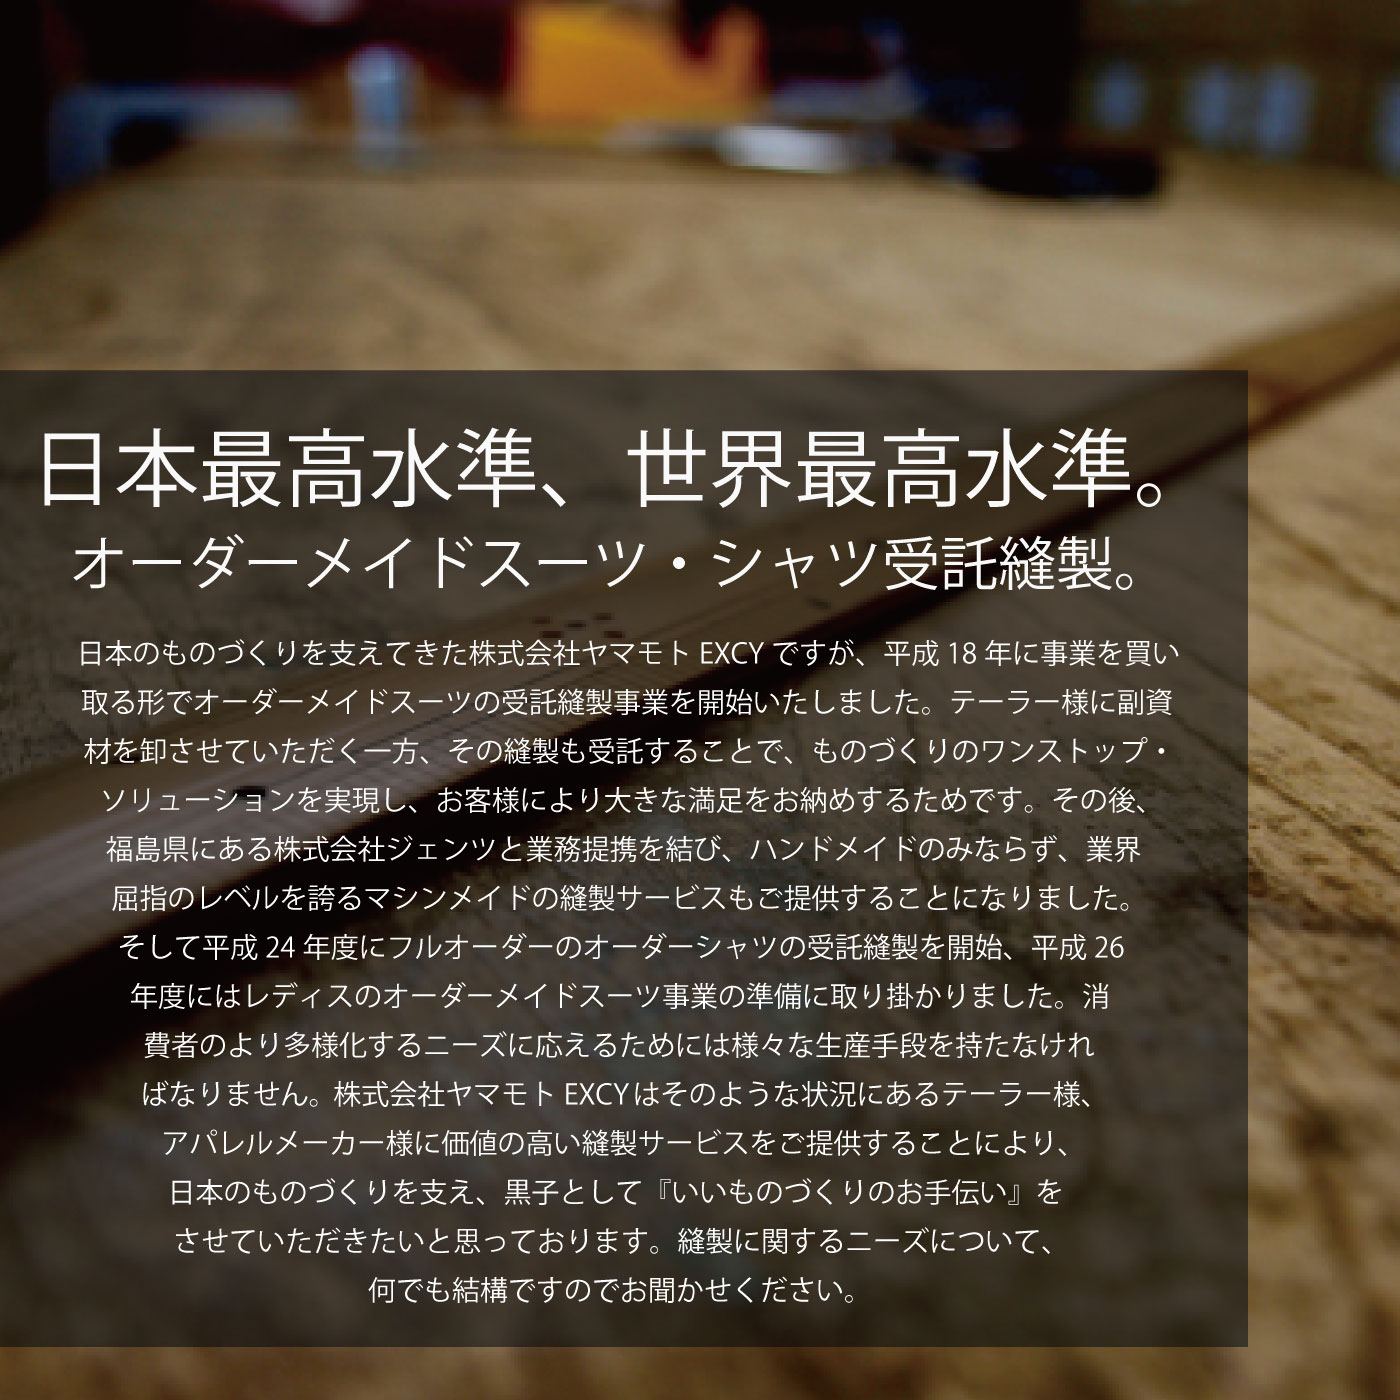 日本最高水準、世界最高水準。
オーダーメイドスーツ・シャツ受託縫製。
日本のものづくりを支えてきた株式会社ヤマモト EXCY ですが、平成 18 年に事業を買い
取る形でオーダーメイドスーツの受託縫製事業を開始いたしました。テーラー様に副資
材を卸させていただく一方、その縫製も受託することで、ものづくりのワンストップ・
ソリューションを実現し、お客様により大きな満足をお納めするためです。その後、
福島県にある株式会社ジェンツと業務提携を結び、ハンドメイドのみならず、業界
屈指のレベルを誇るマシンメイドの縫製サービスもご提供することになりました。
そして平成 24 年度にフルオーダーのオーダーシャツの受託縫製を開始、平成 26
年度にはレディスのオーダーメイドスーツ事業の準備に取り掛かりました。消
費者のより多様化するニーズに応えるためには様々な生産手段を持たなけれ
ばなりません。株式会社ヤマモト EXCYはそのような状況にあるテーラー様、
アパレルメーカー様に価値の高い縫製サービスをご提供することにより、
日本のものづくりを支え、黒子として『いいものづくりのお手伝い』を
させていただきたいと思っております。縫製に関するニーズについて、
何でも結構ですのでお聞かせください。